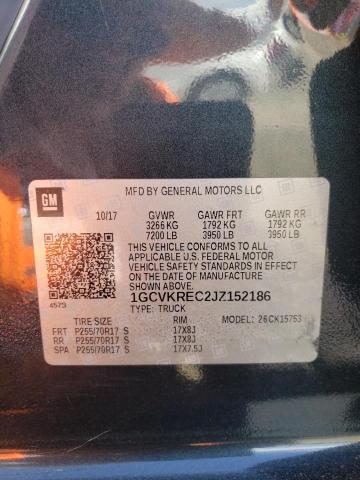 GM
MFD BY GENERAL MOTORS LLC
10/17 GVWR GAWR FRT GAWR RR
3266 KG 1792 KG 1792 KG
7200 LB 3950 LB 3950 LB
THIS VEHICLE CONFORMS TO ALL
APPLICABLE U.S. FEDERAL MOTOR
VEHICLE SAFETY STANDARDS IN EFFECT
ON THE DATE OF MANUFACTURE SHOWN
ABOVE.
4573 1GCVKREC2JZ152186
TYPE: TRUCK
TIRE SIZE RIM MODEL: 26CK15753
FRT P255/70R17 S 17X8J
RR P255/70R17 S 17X8J
SPA P255/70R17 S 17X7.5J